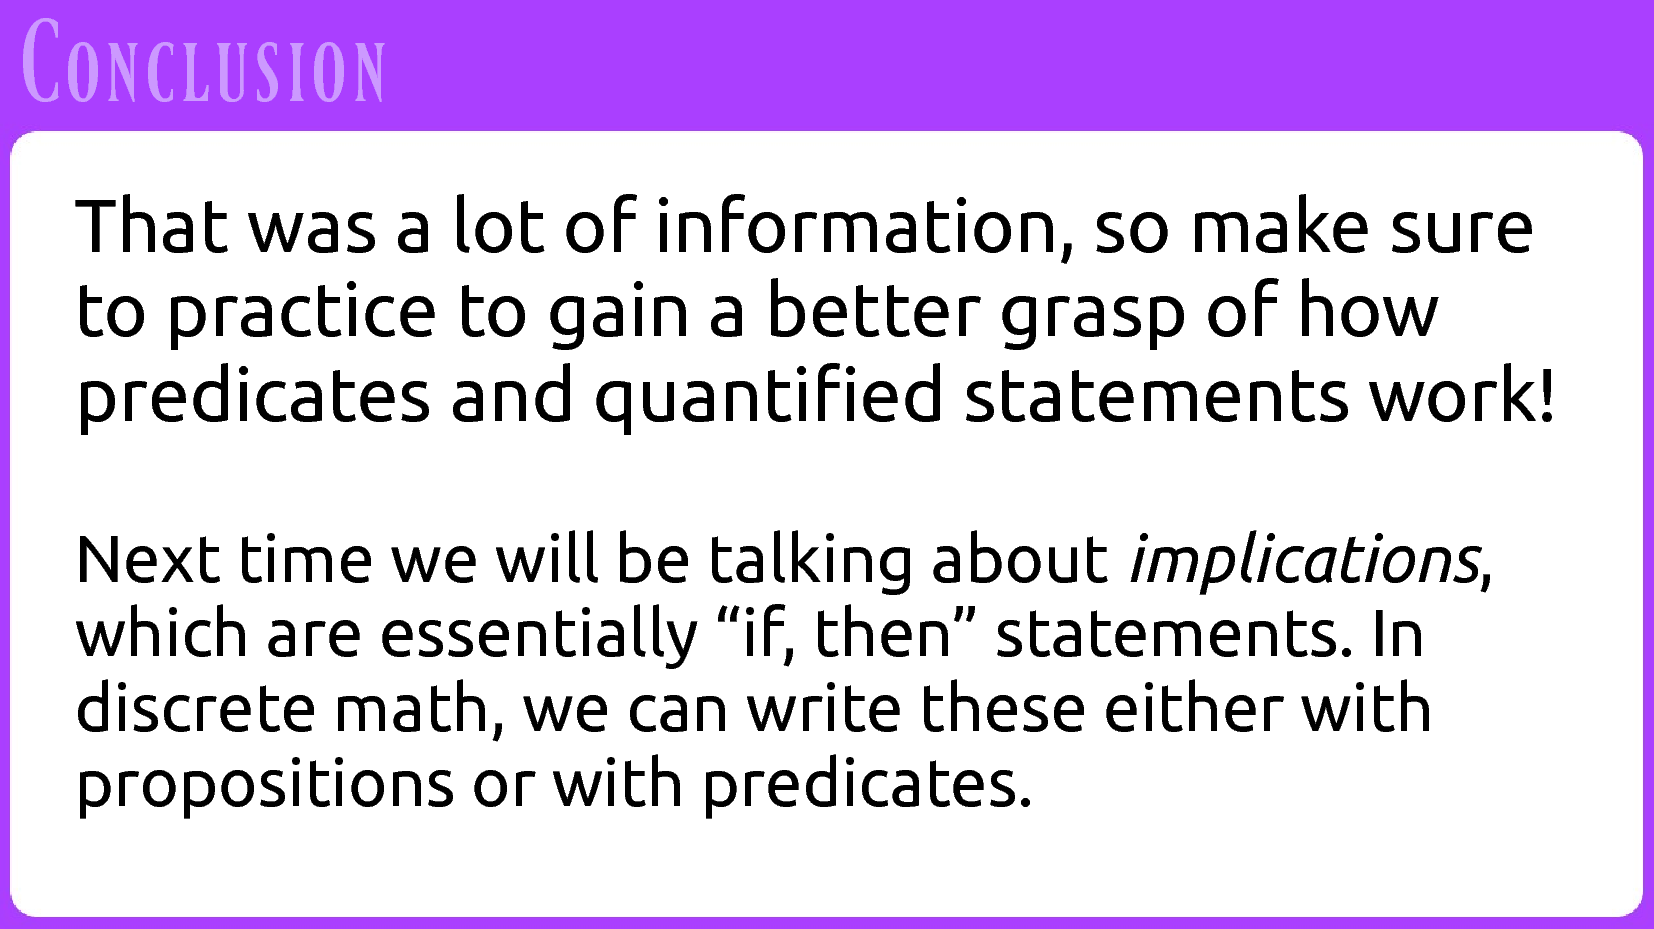 Conclusion
That was a lot of information, so make sure
to practice to gain a better grasp of how
predicates and quantified statements work!
Next time we will be talking about implications,
which are essentially “if, then” statements. In
discrete math, we can write these either with
propositions or with predicates.